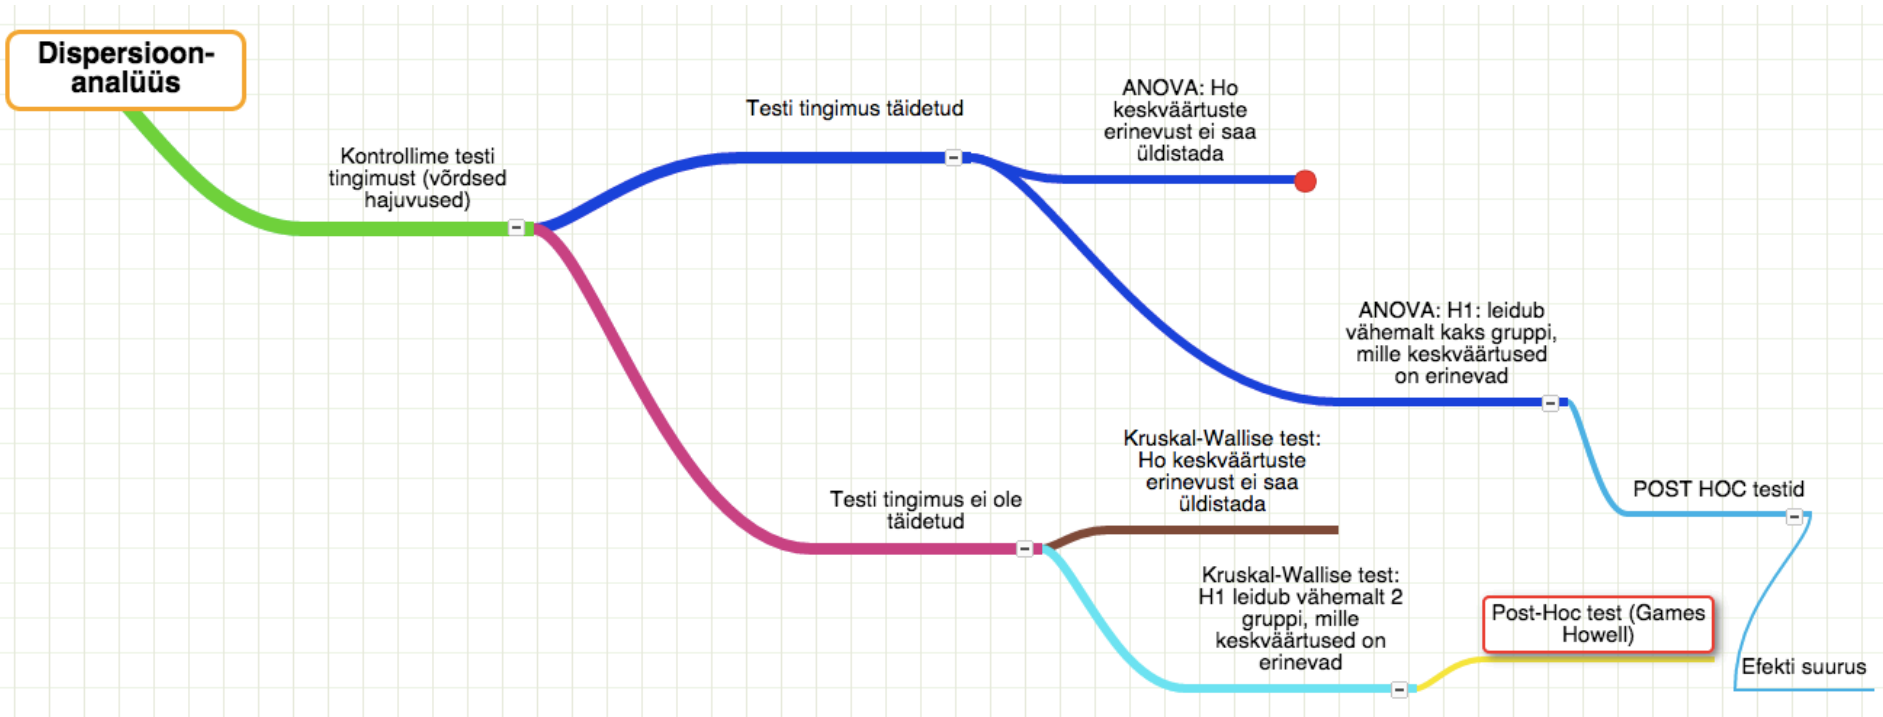 Dispersioon-
analüüs
Kontrollime testi
tingimust (võrdsed
hajuvused)
Testi tingimus täidetud
ANOVA: Ho
keskväärtuste
erinevust ei saa
üldistada
ANOVA: H1: leidub
vähemalt kaks gruppi,
mille keskväärtused
on erinevad
POST HOC testid
Efekti suurus
Testi tingimus ei ole
täidetud
Kruskal-Wallise test:
Ho keskväärtuste
erinevust ei saa
üldistada
Kruskal-Wallise test:
H1 leidub vähemalt 2
gruppi, mille
keskväärtused on
erinevad
Post-Hoc test (Games
Howell)